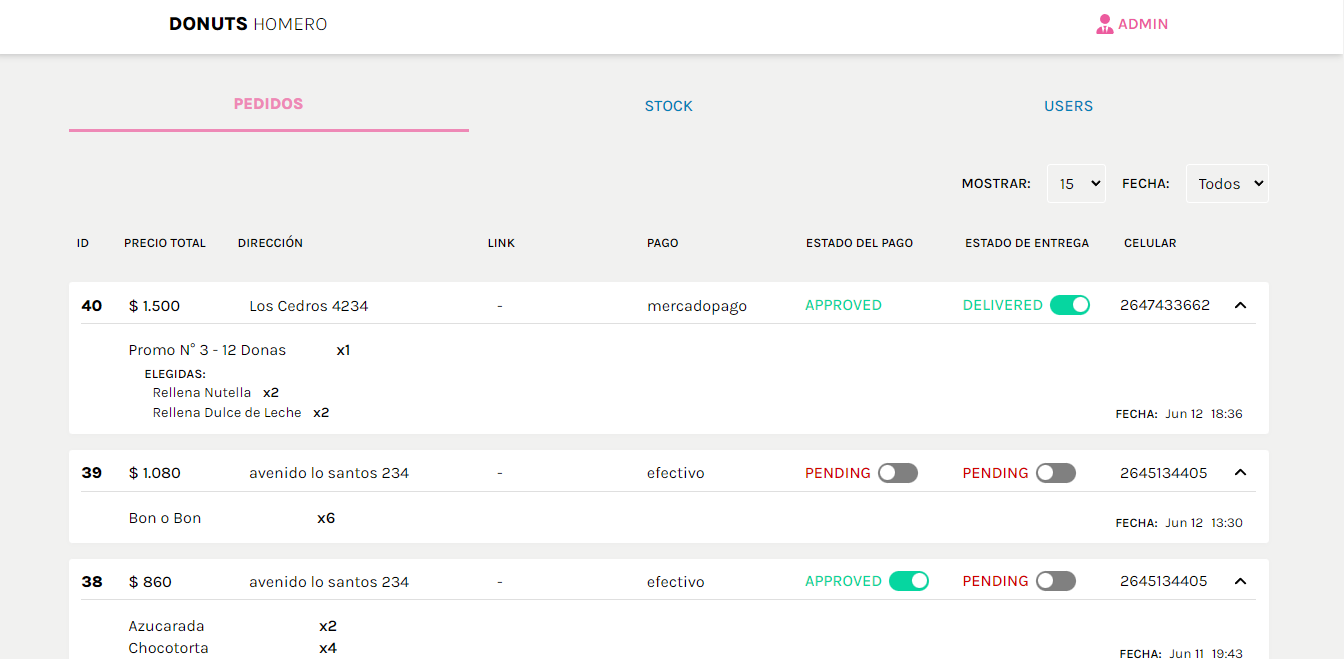 DONUTS HOMERO
ADMIN
PEDIDOS STOCK USERS
MOSTRAR: 15 FECHA: Todos
ID PRECIO TOTAL DIRECCIÓN LINK PAGO ESTADO DEL PAGO ESTADO DE ENTREGA CELULAR
40 $ 1.500 Los Cedros 4234 - mercadopago APPROVED DELIVERED 2647433662
Promo N° 3 - 12 Donas x1
ELEGIDAS:
Rellena Nutella x2
Rellena Dulce de Leche x2
FECHA: Jun 12 18:36
39 $ 1.080 avenido lo santos 234 - efectivo PENDING PENDING 2645134405
Bon o Bon x6
FECHA: Jun 12 13:30
38 $ 860 avenido lo santos 234 - efectivo APPROVED PENDING 2645134405
Azucarada x2
Chocotorta x4
FECHA: Jun 11 19:43